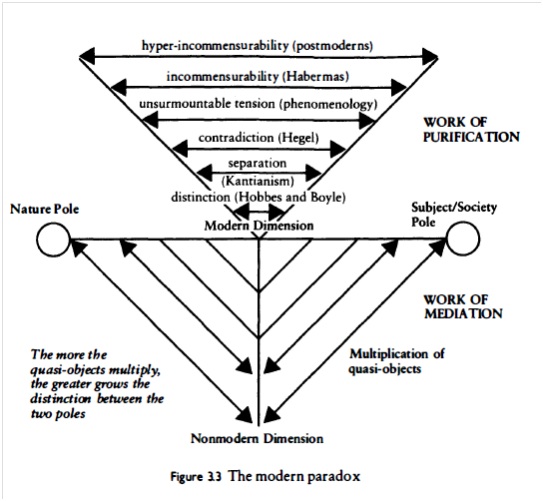 hyper-incommensurability (postmoderns)
incommensurability (Habermas)
unsurmountable tension (phenomenology)
WORK OF
PURIFICATION
contradiction (Hegel)
separation
(Kantianism)
distinction (Hobbes and Boyle)
Nature Pole
Subject/Society
Pole
Modern Dimension
WORK OF
MEDIATION
The more the
quasi-objects multiply,
the greater grows the
distinction between the
two poles
Multiplication of
quasi-objects
Nonmodern Dimension
Figure 3.3 The modern paradox